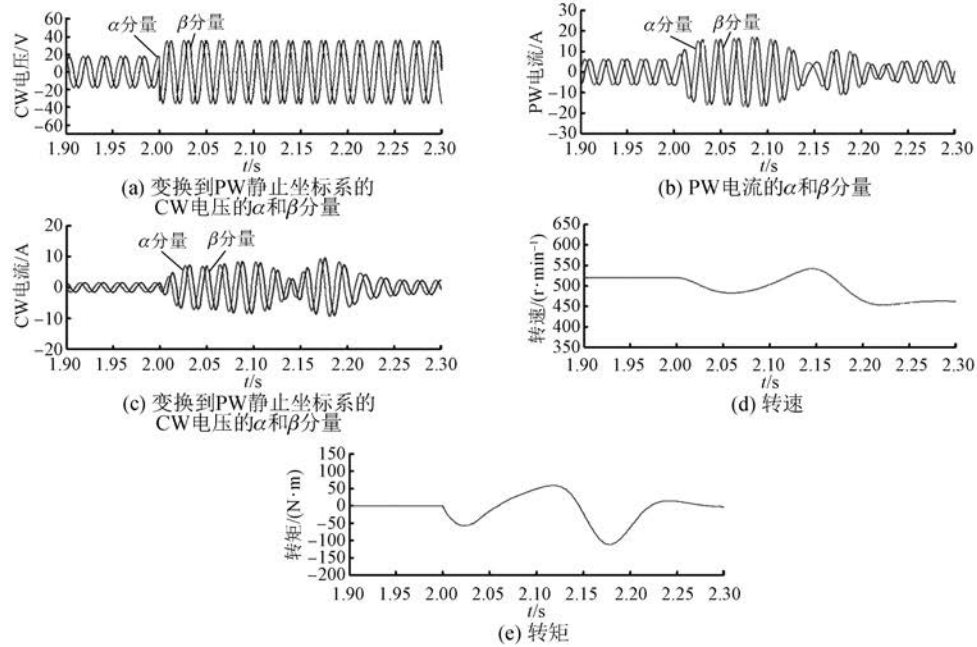 α分量
β分量
CW电压/V
60
40
20
0
−20
−40
−60
1.90 1.95 2.00 2.05 2.10 2.15 2.20 2.25 2.30
t/s
(a) 变换到PW静止坐标系的
CW电压的α和β分量
α分量
β分量
PW电流/A
30
20
10
0
−10
−20
−30
1.90 1.95 2.00 2.05 2.10 2.15 2.20 2.25 2.30
t/s
(b) PW电流的α和β分量
α分量
β分量
CW电流/A
20
10
0
−10
−20
1.90 1.95 2.00 2.05 2.10 2.15 2.20 2.25 2.30
t/s
(c) 变换到PW静止坐标系的
CW电压的α和β分量
转速/(r·min⁻¹)
650
600
550
500
450
400
350
1.90 1.95 2.00 2.05 2.10 2.15 2.20 2.25 2.30
t/s
(d) 转速
转矩/(N·m)
150
100
50
0
−50
−100
−150
−200
1.90 1.95 2.00 2.05 2.10 2.15 2.20 2.25 2.30
t/s
(e) 转矩